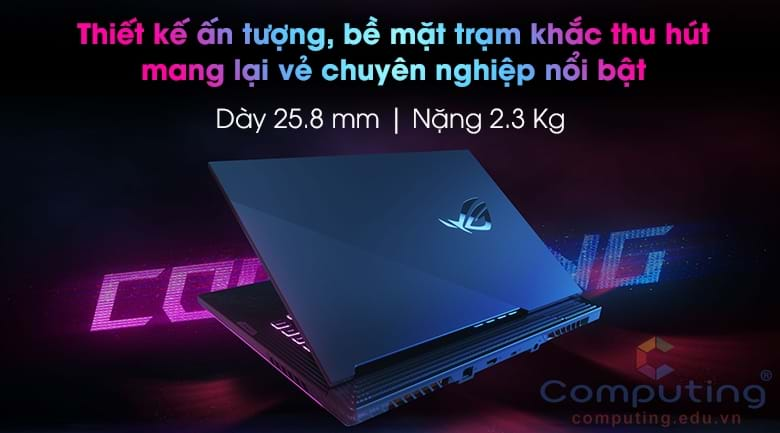 Thiết kế ấn tượng, bề mặt trạm khắc thu hút
mang lại vẻ chuyên nghiệp nổi bật
Dày 25.8 mm | Nặng 2.3 Kg
Computing®
computing.edu.vn